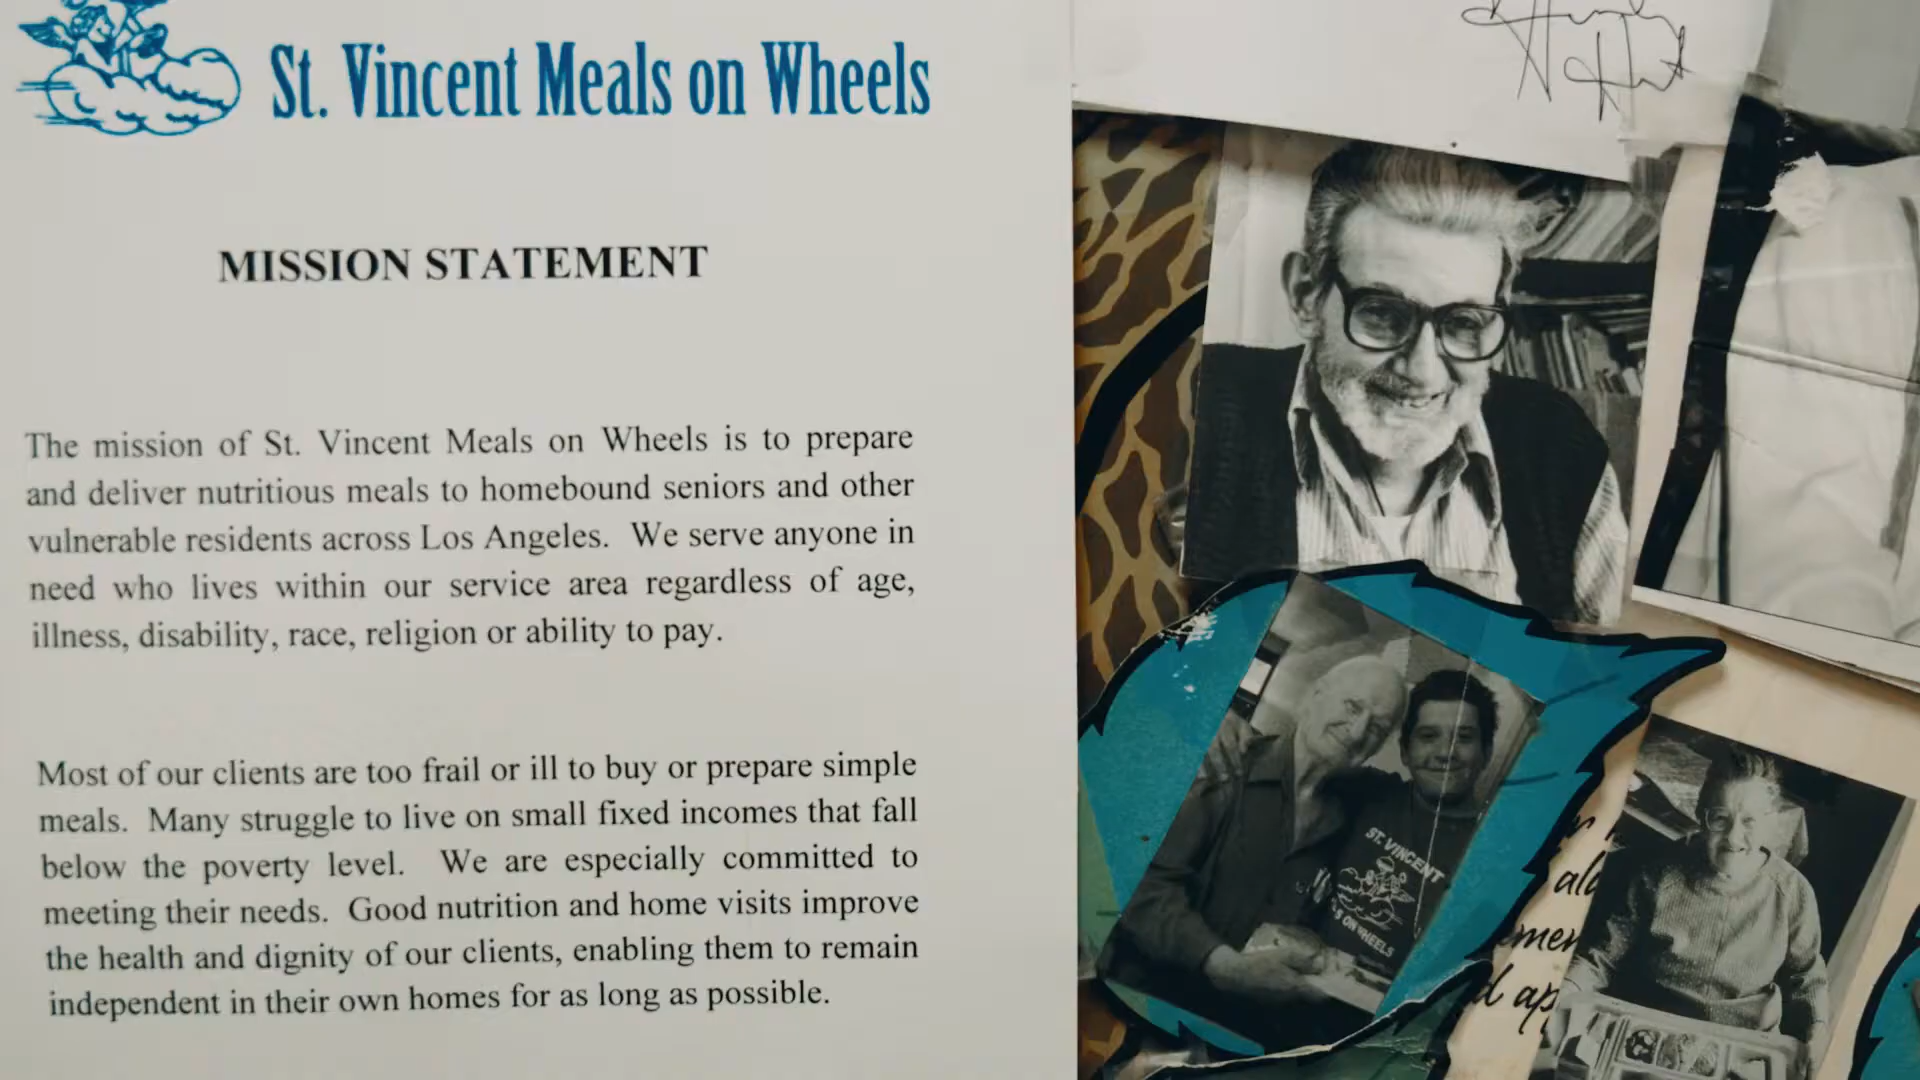 St. Vincent Meals on Wheels
MISSION STATEMENT
The mission of St. Vincent Meals on Wheels is to prepare
and deliver nutritious meals to homebound seniors and other
vulnerable residents across Los Angeles. We serve anyone in
need who lives within our service area regardless of age,
illness, disability, race, religion or ability to pay.
Most of our clients are too frail or ill to buy or prepare simple
meals. Many struggle to live on small fixed incomes that fall
below the poverty level. We are especially committed to
meeting their needs. Good nutrition and home visits improve
the health and dignity of our clients, enabling them to remain
independent in their own homes for as long as possible.
ST. VINCENT
ON WHEELS